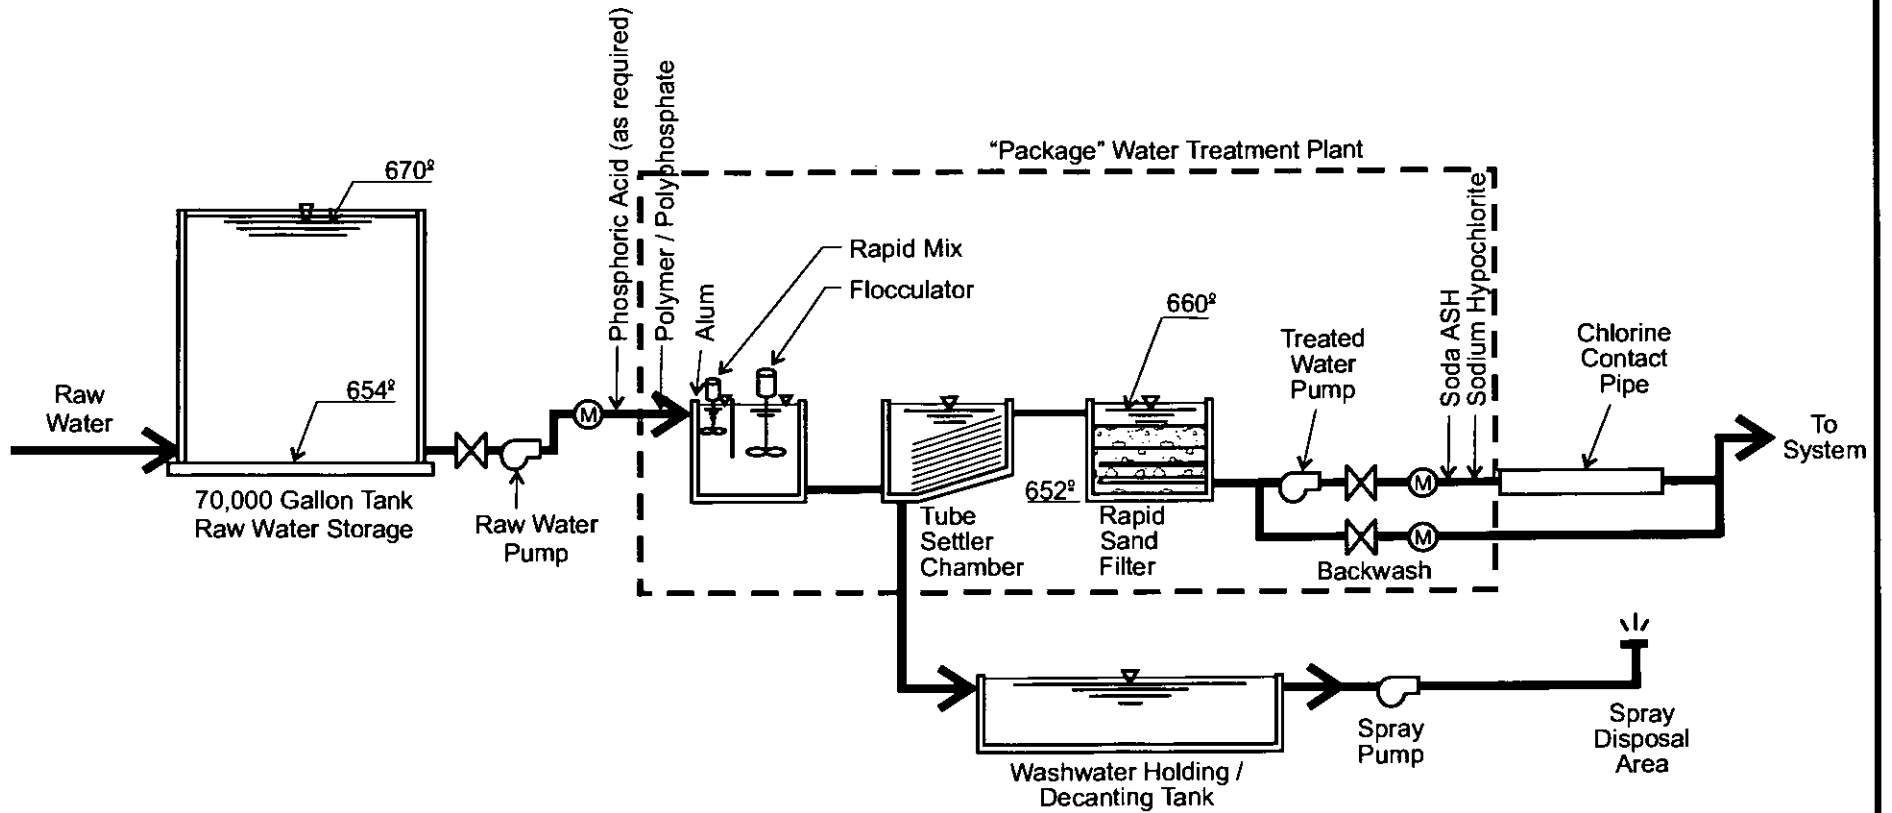 Phosphoric Acid (as required)
Polymer / Polyphosphate
"Package" Water Treatment Plant
670º
Alum
Rapid Mix
Flocculator
660º
Treated
Water
Pump
Soda ASH
Sodium Hypochlorite
Chlorine
Contact
Pipe
Raw
Water
654º
M
To
System
70,000 Gallon Tank
Raw Water Storage
Raw Water
Pump
652º
Tube
Settler
Chamber
Rapid
Sand
Filter
M
M
Backwash
Washwater Holding /
Decanting Tank
Spray
Pump
Spray
Disposal
Area